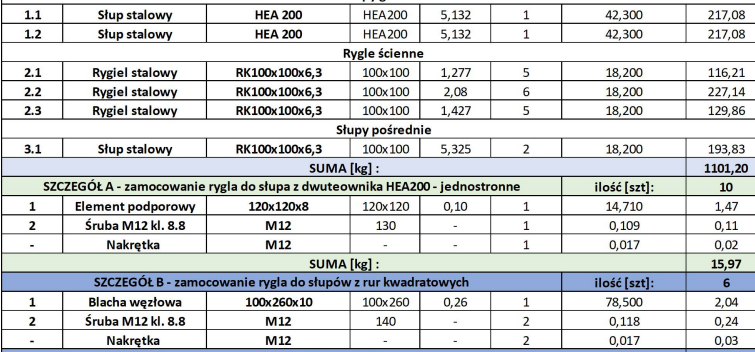 1.1 Słup stalowy HEA 200 HEA200 5,132 1 42,300 217,08
1.2 Słup stalowy HEA 200 HEA200 5,132 1 42,300 217,08
Rygle ścienne
2.1 Rygiel stalowy RK100x100x6,3 100x100 1,277 5 18,200 116,21
2.2 Rygiel stalowy RK100x100x6,3 100x100 2,08 6 18,200 227,14
2.3 Rygiel stalowy RK100x100x6,3 100x100 1,427 5 18,200 129,86
Słupy pośrednie
3.1 Słup stalowy RK100x100x6,3 100x100 5,325 2 18,200 193,83
SUMA [kg] : 1101,20
SZCZEGÓŁ A - zamocowanie rygla do słupa z dwuteownika HEA200 - jednostronne ilość [szt]: 10
1 Element podporowy 120x120x8 120x120 0,10 1 14,710 1,47
2 Śruba M12 kl. 8.8 M12 130 - 1 0,109 0,11
- Nakrętka M12 - - 1 0,017 0,02
SUMA [kg] : 15,97
SZCZEGÓŁ B - zamocowanie rygla do słupów z rur kwadratowych ilość [szt]: 6
1 Blacha węzłowa 100x260x10 100x260 0,26 1 78,500 2,04
2 Śruba M12 kl. 8.8 M12 140 - 2 0,118 0,24
- Nakrętka M12 - - 2 0,017 0,03